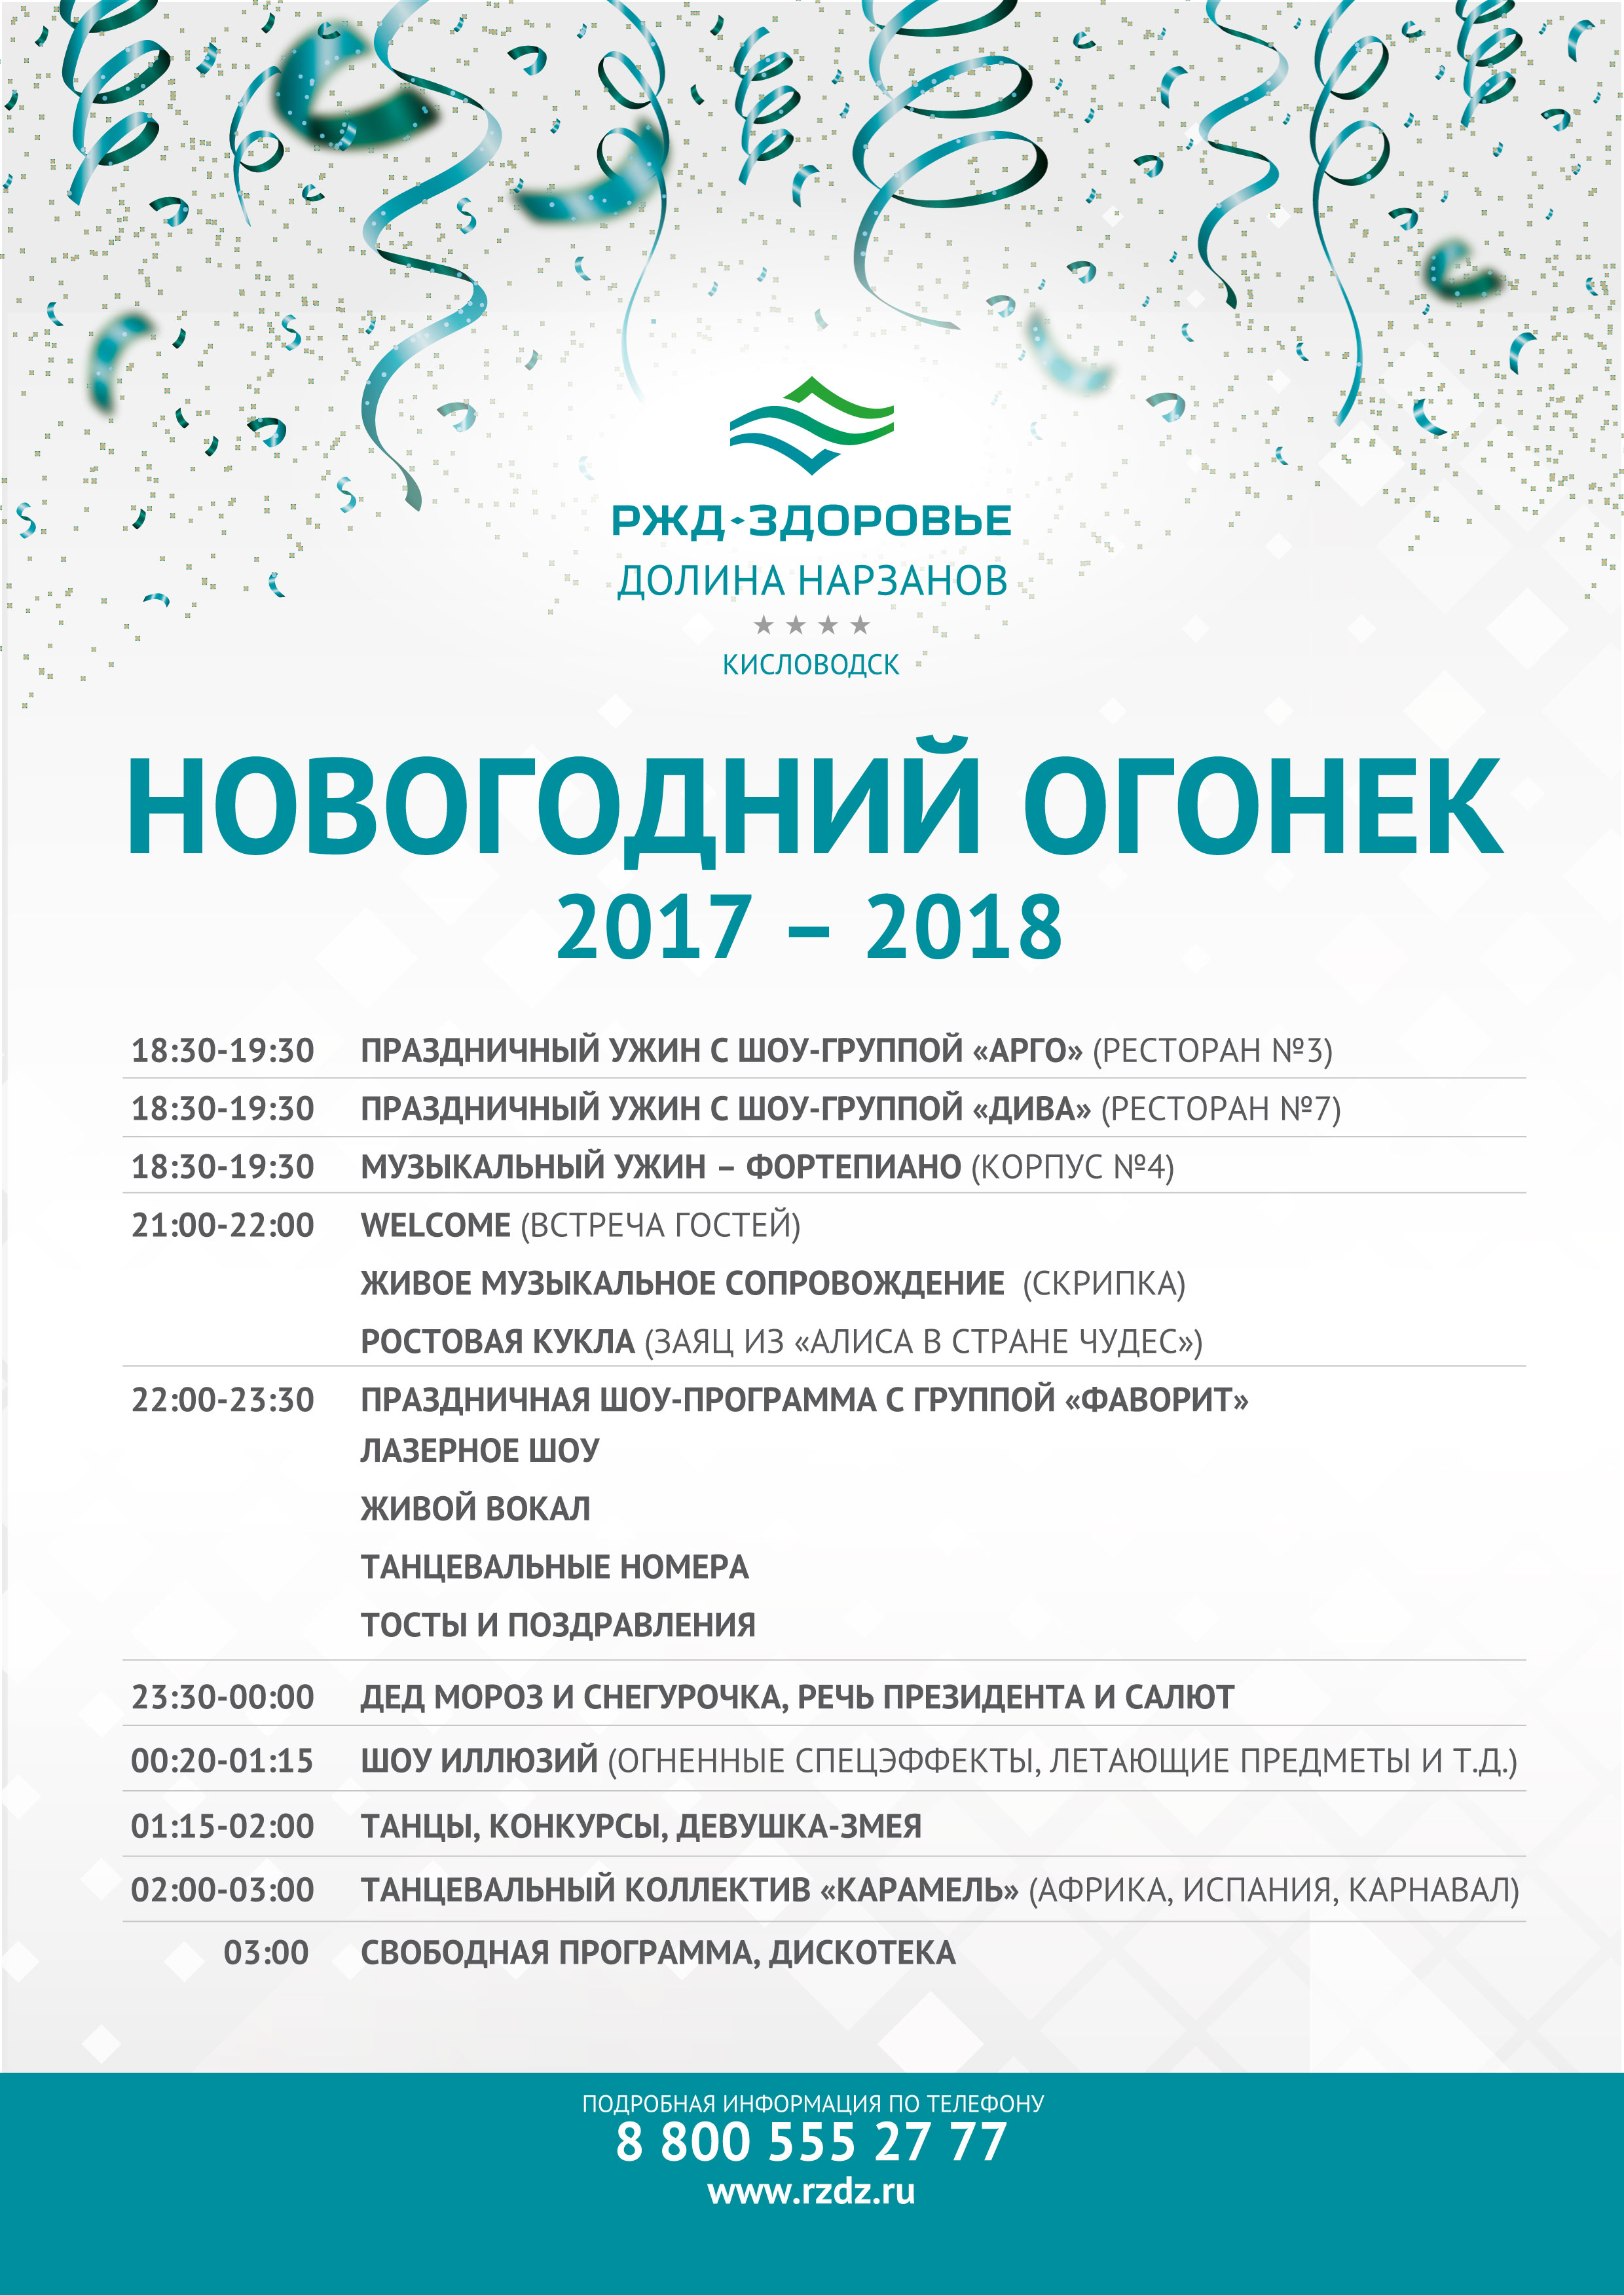 РЖД-ЗДОРОВЬЕ
ДОЛИНА НАРЗАНОВ
КИСЛОВОДСК
НОВОГОДНИЙ ОГОНЕК
2017 – 2018
18:30-19:30 ПРАЗДНИЧНЫЙ УЖИН С ШОУ-ГРУППОЙ «АРГО» (РЕСТОРАН №3)
18:30-19:30 ПРАЗДНИЧНЫЙ УЖИН С ШОУ-ГРУППОЙ «ДИВА» (РЕСТОРАН №7)
18:30-19:30 МУЗЫКАЛЬНЫЙ УЖИН – ФОРТЕПИАНО (КОРПУС №4)
21:00-22:00 WELCOME (ВСТРЕЧА ГОСТЕЙ)
ЖИВОЕ МУЗЫКАЛЬНОЕ СОПРОВОЖДЕНИЕ (СКРИПКА)
РОСТОВАЯ КУКЛА (ЗАЯЦ ИЗ «АЛИСА В СТРАНЕ ЧУДЕС»)
22:00-23:30 ПРАЗДНИЧНАЯ ШОУ-ПРОГРАММА С ГРУППОЙ «ФАВОРИТ»
ЛАЗЕРНОЕ ШОУ
ЖИВОЙ ВОКАЛ
ТАНЦЕВАЛЬНЫЕ НОМЕРА
ТОСТЫ И ПОЗДРАВЛЕНИЯ
23:30-00:00 ДЕД МОРОЗ И СНЕГУРОЧКА, РЕЧЬ ПРЕЗИДЕНТА И САЛЮТ
00:20-01:15 ШОУ ИЛЛЮЗИЙ (ОГНЕННЫЕ СПЕЦЭФФЕКТЫ, ЛЕТАЮЩИЕ ПРЕДМЕТЫ И Т.Д.)
01:15-02:00 ТАНЦЫ, КОНКУРСЫ, ДЕВУШКА-ЗМЕЯ
02:00-03:00 ТАНЦЕВАЛЬНЫЙ КОЛЛЕКТИВ «КАРАМЕЛЬ» (АФРИКА, ИСПАНИЯ, КАРНАВАЛ)
03:00 СВОБОДНАЯ ПРОГРАММА, ДИСКОТЕКА
ПОДРОБНАЯ ИНФОРМАЦИЯ ПО ТЕЛЕФОНУ
8 800 555 27 77
www.rzdz.ru